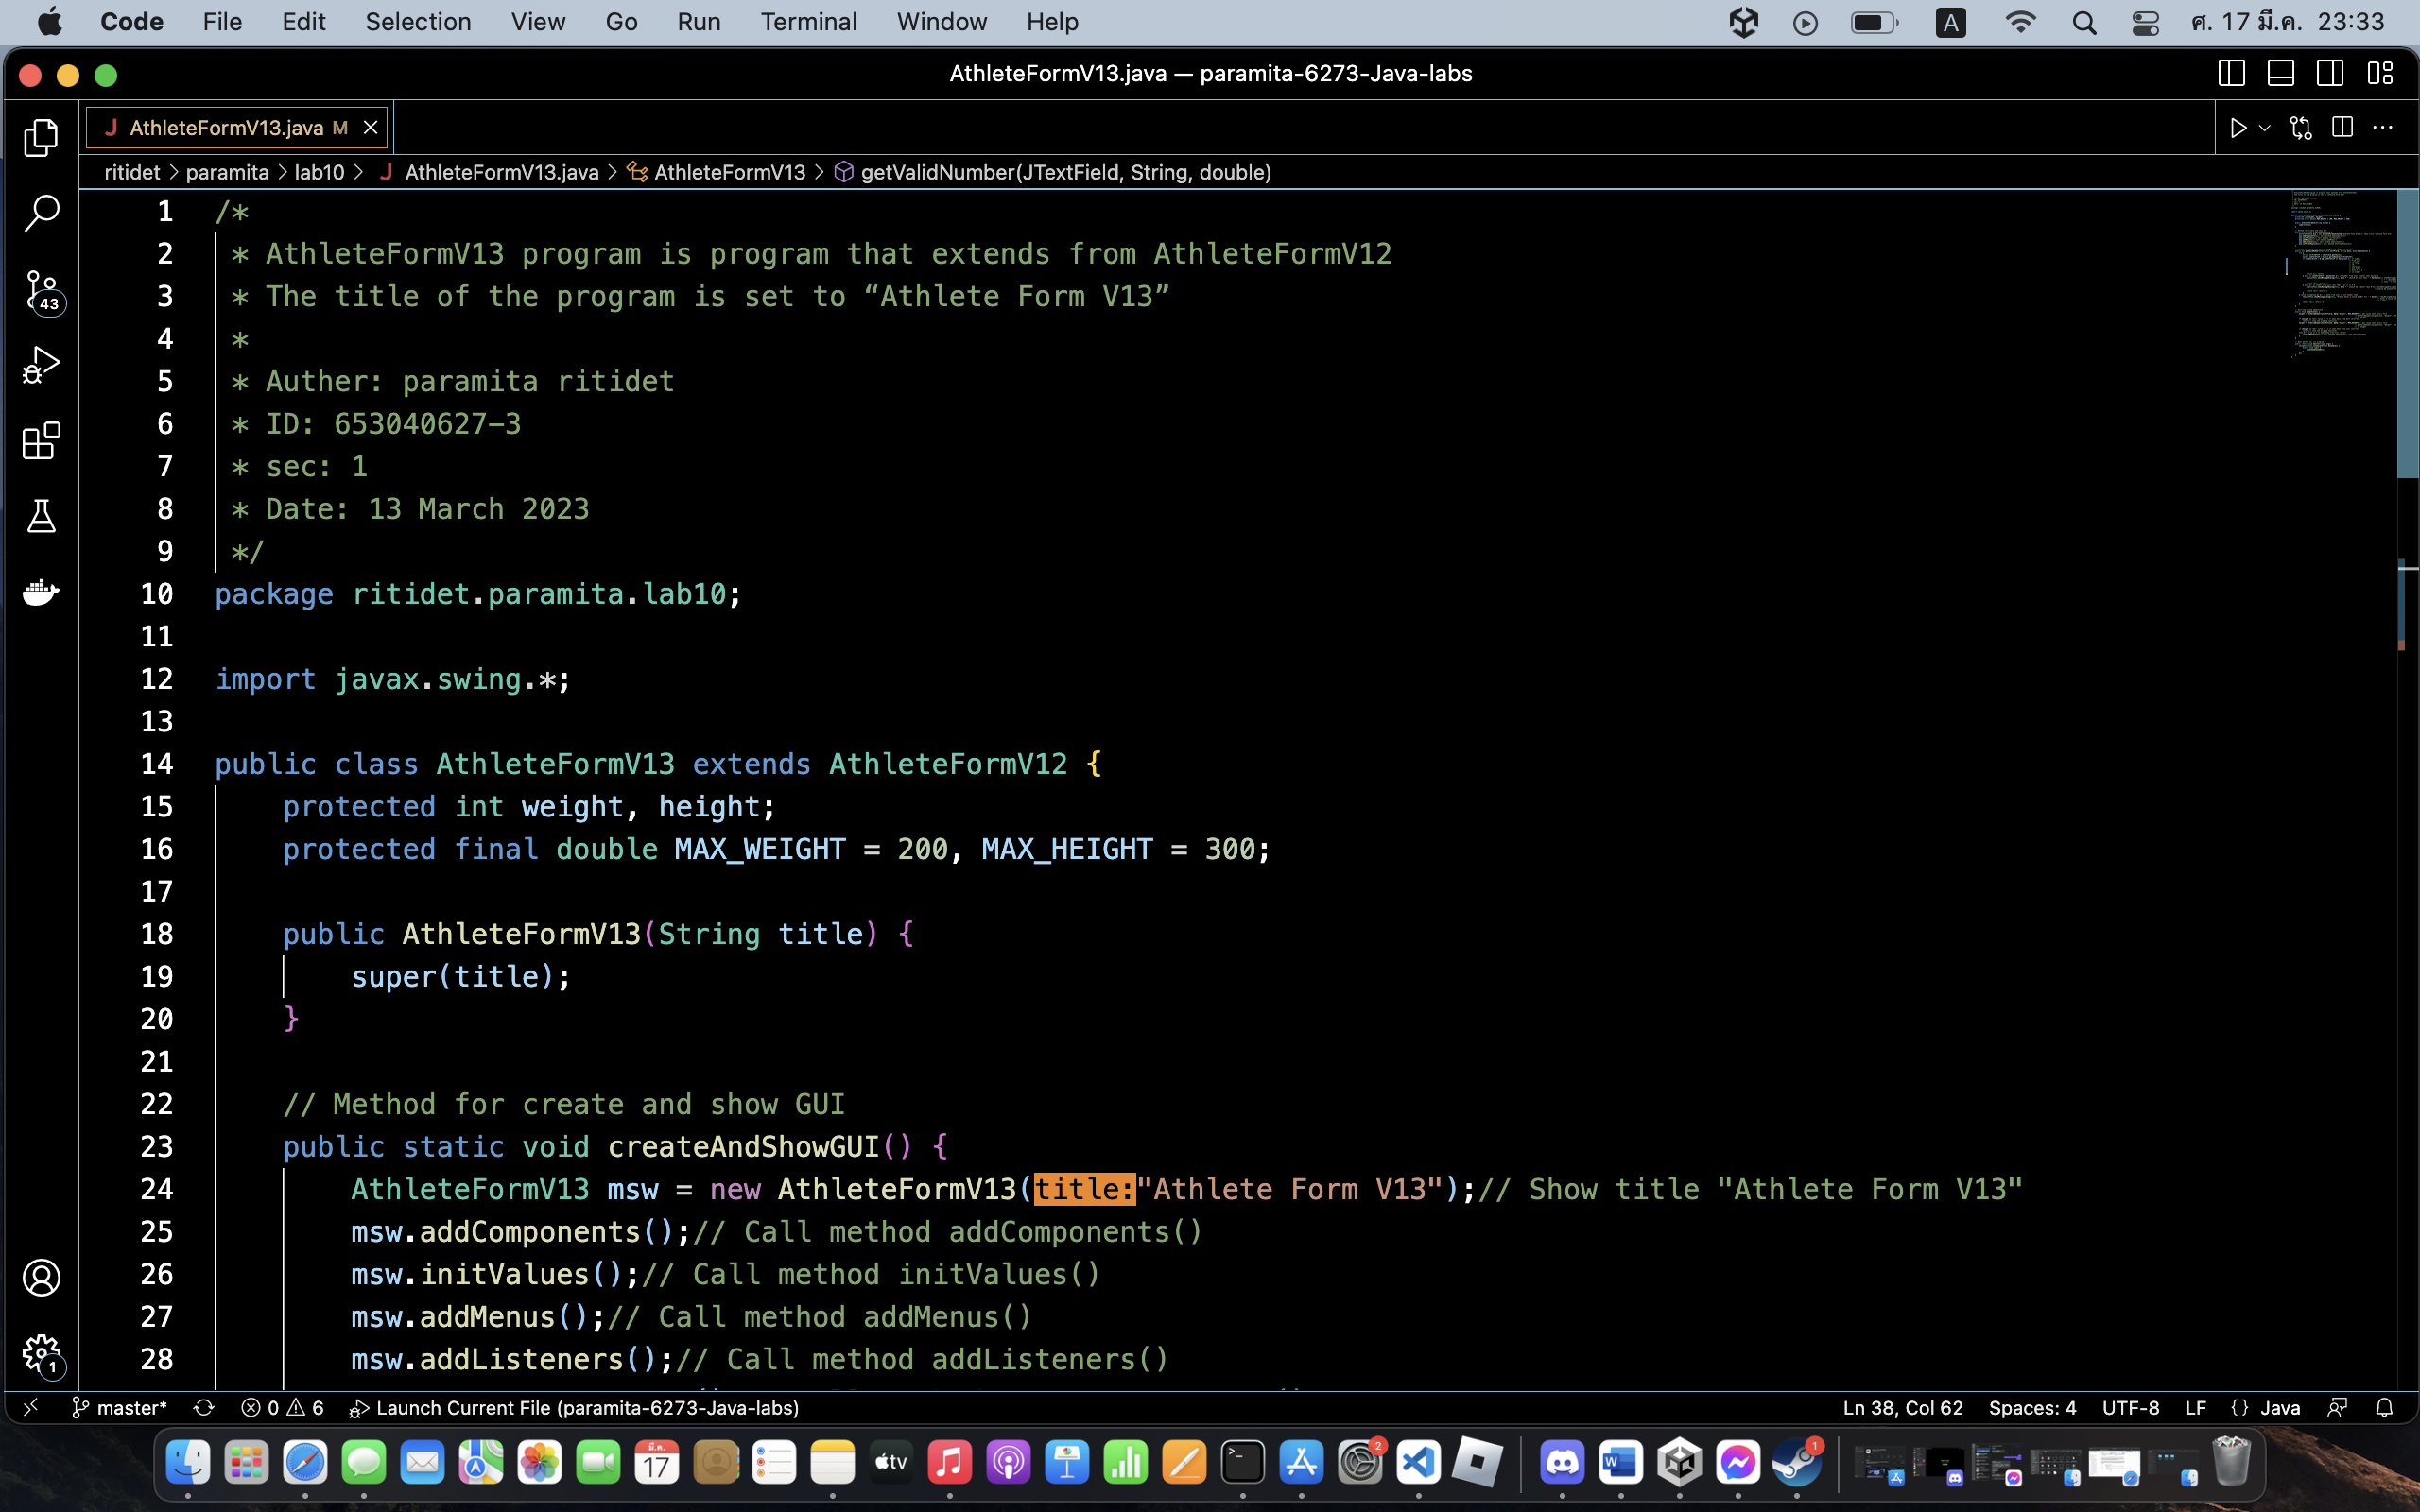 Code File Edit Selection View Go Run Terminal Window Help A ศ. 17 มี.ค. 23:33
AthleteFormV13.java — paramita-6273-Java-labs
J AthleteFormV13.java M
ritidet > paramita > lab10 > J AthleteFormV13.java > AthleteFormV13 > getValidNumber(JTextField, String, double)
43
1 /*
2 * AthleteFormV13 program is program that extends from AthleteFormV12
3 * The title of the program is set to “Athlete Form V13”
4 *
5 * Auther: paramita ritidet
6 * ID: 653040627-3
7 * sec: 1
8 * Date: 13 March 2023
9 */
10 package ritidet.paramita.lab10;
11
12 import javax.swing.*;
13
14 public class AthleteFormV13 extends AthleteFormV12 {
15 protected int weight, height;
16 protected final double MAX_WEIGHT = 200, MAX_HEIGHT = 300;
17
18 public AthleteFormV13(String title) {
19 super(title);
20 }
21
22 // Method for create and show GUI
23 public static void createAndShowGUI() {
24 AthleteFormV13 msw = new AthleteFormV13(title:"Athlete Form V13");// Show title "Athlete Form V13"
25 msw.addComponents();// Call method addComponents()
26 msw.initValues();// Call method initValues()
27 msw.addMenus();// Call method addMenus()
28 msw.addListeners();// Call method addListeners()
1
master* 0 6 Launch Current File (paramita-6273-Java-labs) Ln 38, Col 62 Spaces: 4 UTF-8 LF {} Java
มี.ค.
17
tv
2
W
1